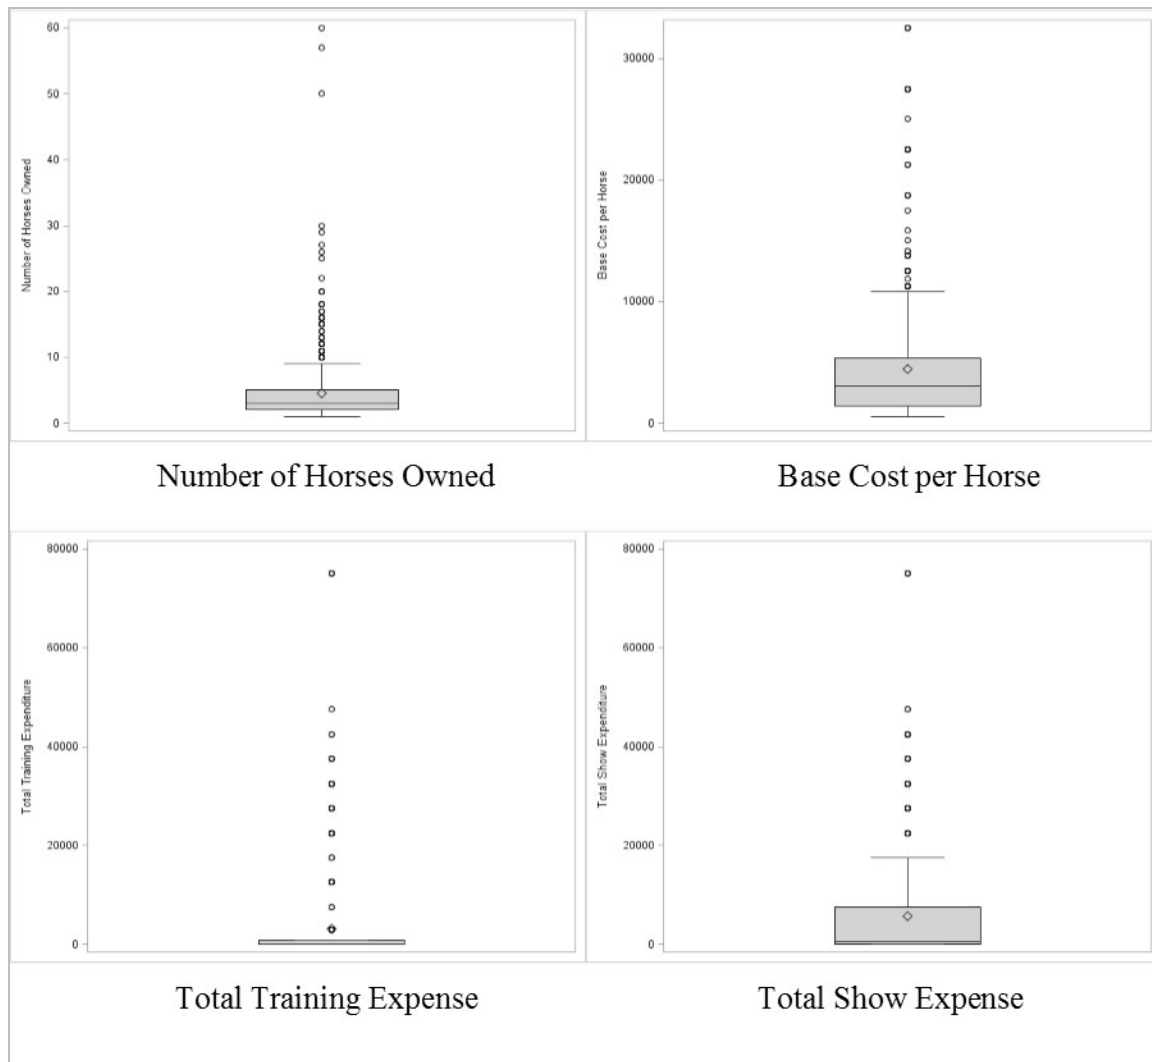 60
50
40
30
20
10
0
Number of Horses Owned
30000
20000
10000
0
Base Cost per Horse
Number of Horses Owned
Base Cost per Horse
80000
60000
40000
20000
0
Total Training Expenditure
80000
60000
40000
20000
0
Total Show Expenditure
Total Training Expense
Total Show Expense